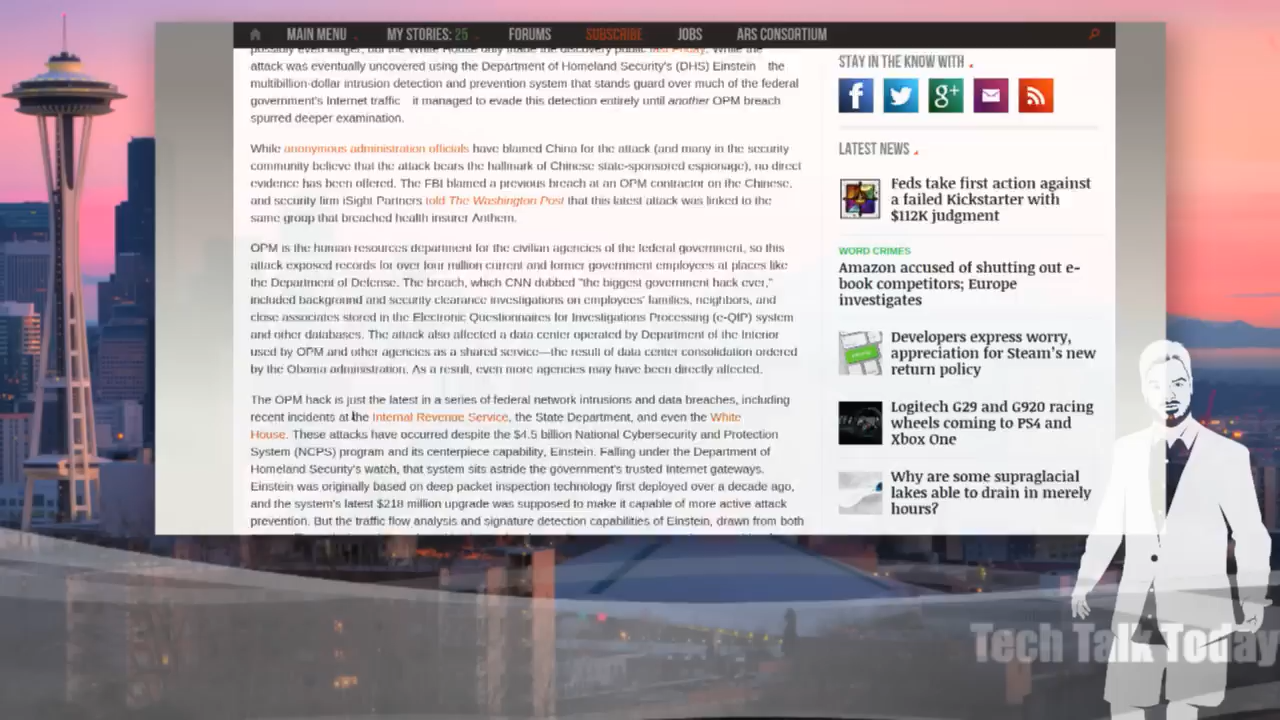 MAIN MENU
MY STORIES: 25
FORUMS
SUBSCRIBE
JOBS
ARS CONSORTIUM
possibly even longer, but the White House only made the discovery public last Friday. While the
attack was eventually uncovered using the Department of Homeland Security's (DHS) Einstein the
multibillion-dollar intrusion detection and prevention system that stands guard over much of the federal
government's Internet traffic it managed to evade this detection entirely until another OPM breach
spurred deeper examination.
While anonymous administration officials have blamed China for the attack (and many in the security
community believe that the attack bears the hallmark of Chinese state-sponsored espionage), no direct
evidence has been offered. The FBI blamed a previous breach at an OPM contractor on the Chinese,
and security firm iSight Partners told The Washington Post that this latest attack was linked to the
same group that breached health insurer Anthem.
OPM is the human resources department for the civilian agencies of the federal government, so this
attack exposed records for over four million current and former government employees at places like
the Department of Defense. The breach, which CNN dubbed "the biggest government hack ever,"
included background and security clearance investigations on employees' families, neighbors, and
close associates stored in the Electronic Questionnaires for Investigations Processing (e-QIP) system
and other databases. The attack also affected a data center operated by Department of the Interior
used by OPM and other agencies as a shared service—the result of data center consolidation ordered
by the Obama administration. As a result, even more agencies may have been directly affected.
The OPM hack is just the latest in a series of federal network intrusions and data breaches, including
recent incidents at the Internal Revenue Service, the State Department, and even the White
House. These attacks have occurred despite the $4.5 billion National Cybersecurity and Protection
System (NCPS) program and its centerpiece capability, Einstein. Falling under the Department of
Homeland Security's watch, that system sits astride the government's trusted Internet gateways.
Einstein was originally based on deep packet inspection technology first deployed over a decade ago,
and the system's latest $218 million upgrade was supposed to make it capable of more active attack
prevention. But the traffic flow analysis and signature detection capabilities of Einstein, drawn from both
STAY IN THE KNOW WITH
f
g+
LATEST NEWS
Feds take first action against
a failed Kickstarter with
$112K judgment
WORD CRIMES
Amazon accused of shutting out e-
book competitors; Europe
investigates
Developers express worry,
appreciation for Steam's new
return policy
Logitech G29 and G920 racing
wheels coming to PS4 and
Xbox One
Why are some supraglacial
lakes able to drain in merely
hours?
Tech Talk Today